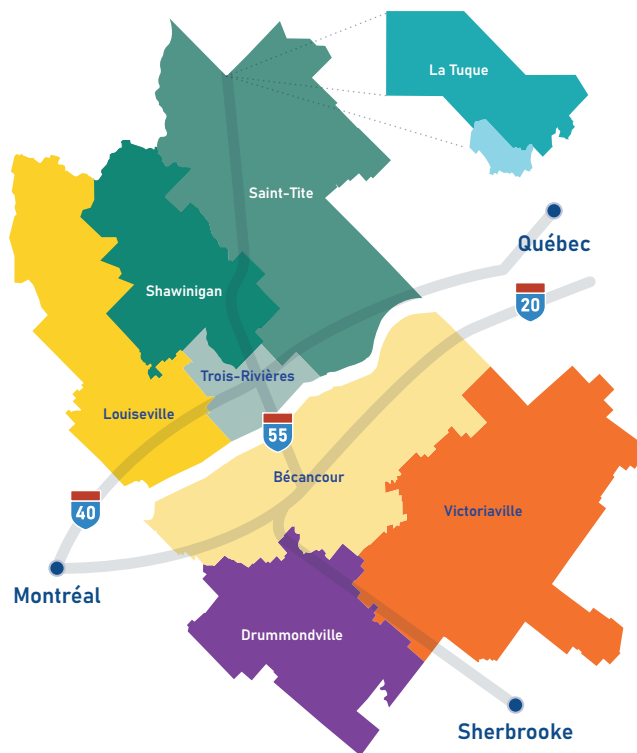 La Tuque
Saint-Tite
Québec
Shawinigan
20
Trois-Rivières
Louiseville
55
Bécancour
40
Victoriaville
Montréal
Drummondville
Sherbrooke